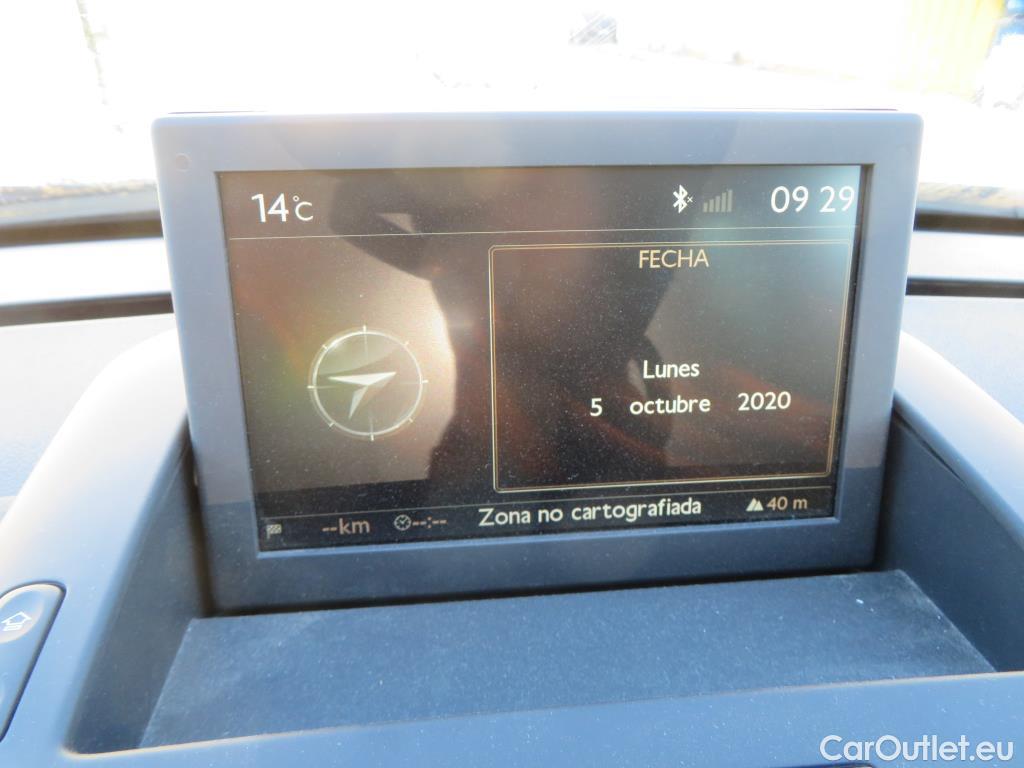 14°C 09 29
FECHA
Lunes
5 octubre 2020
--km --:-- Zona no cartografiada 40 m
CarOutlet.eu